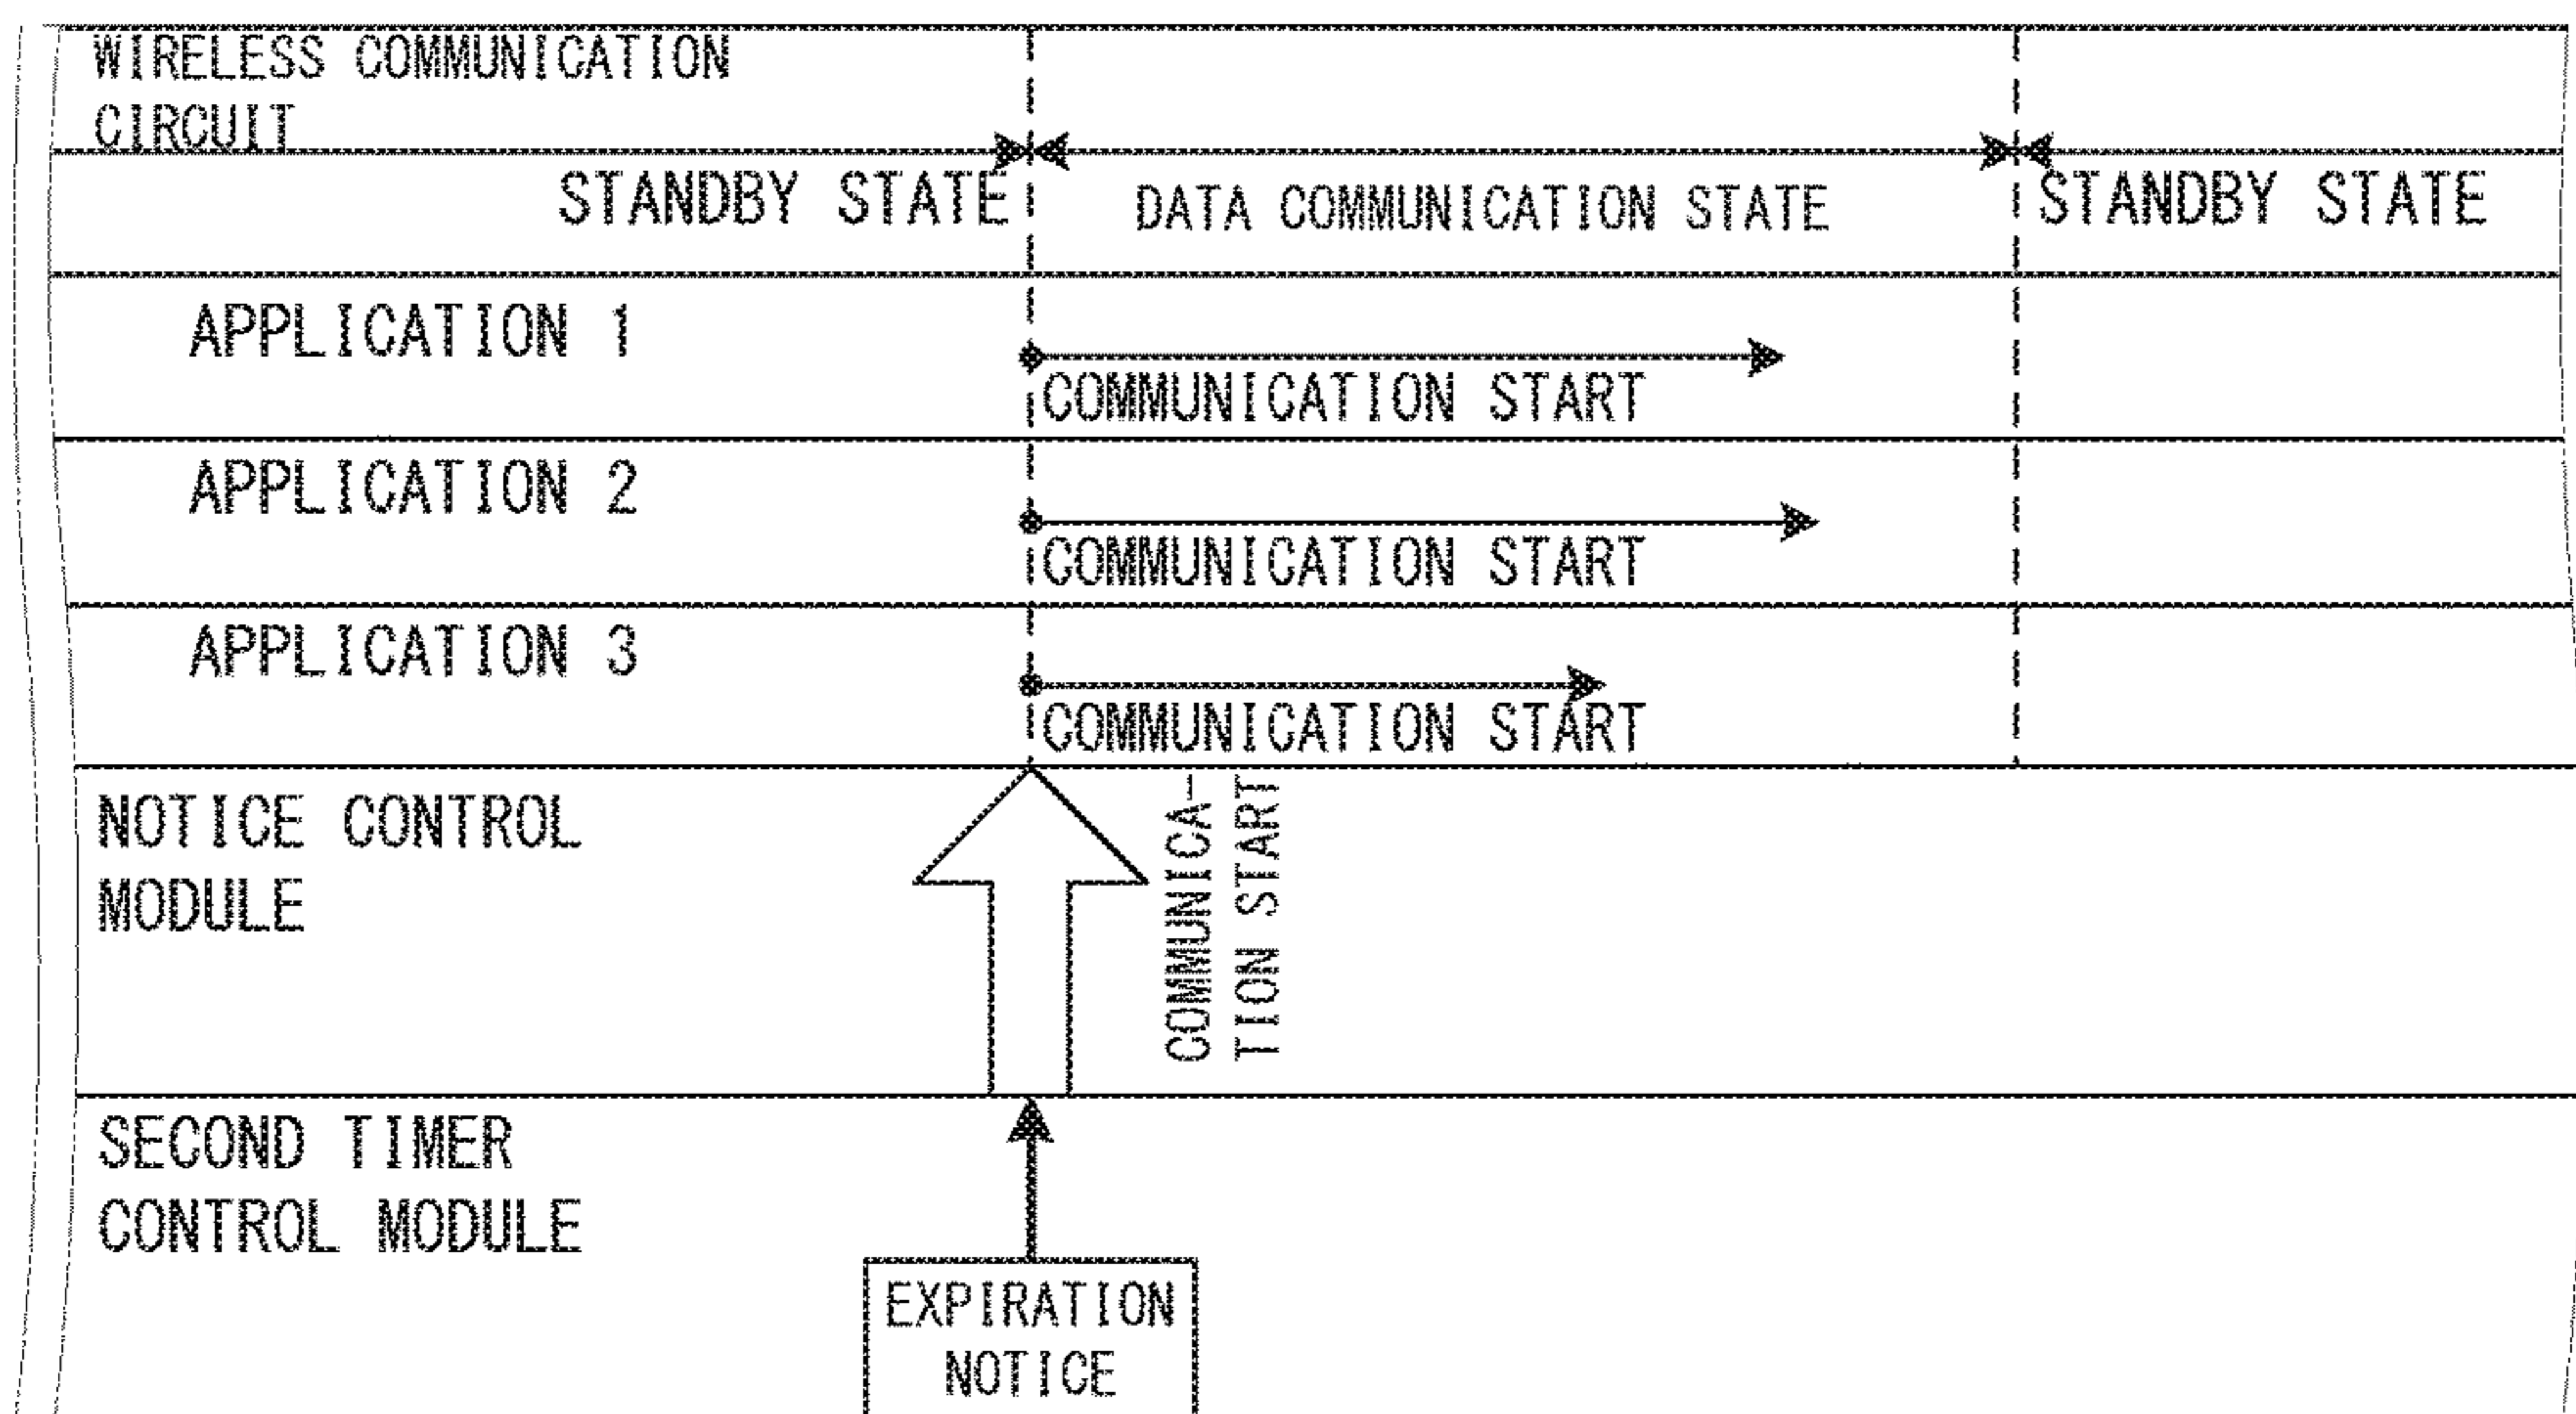 WIRELESS COMMUNICATION
CIRCUIT
STANDBY STATE
DATA COMMUNICATION STATE
STANDBY STATE
APPLICATION 1
COMMUNICATION START
APPLICATION 2
COMMUNICATION START
APPLICATION 3
COMMUNICATION START
NOTICE CONTROL
MODULE
COMMUNICA-
TION START
SECOND TIMER
CONTROL MODULE
EXPIRATION
NOTICE